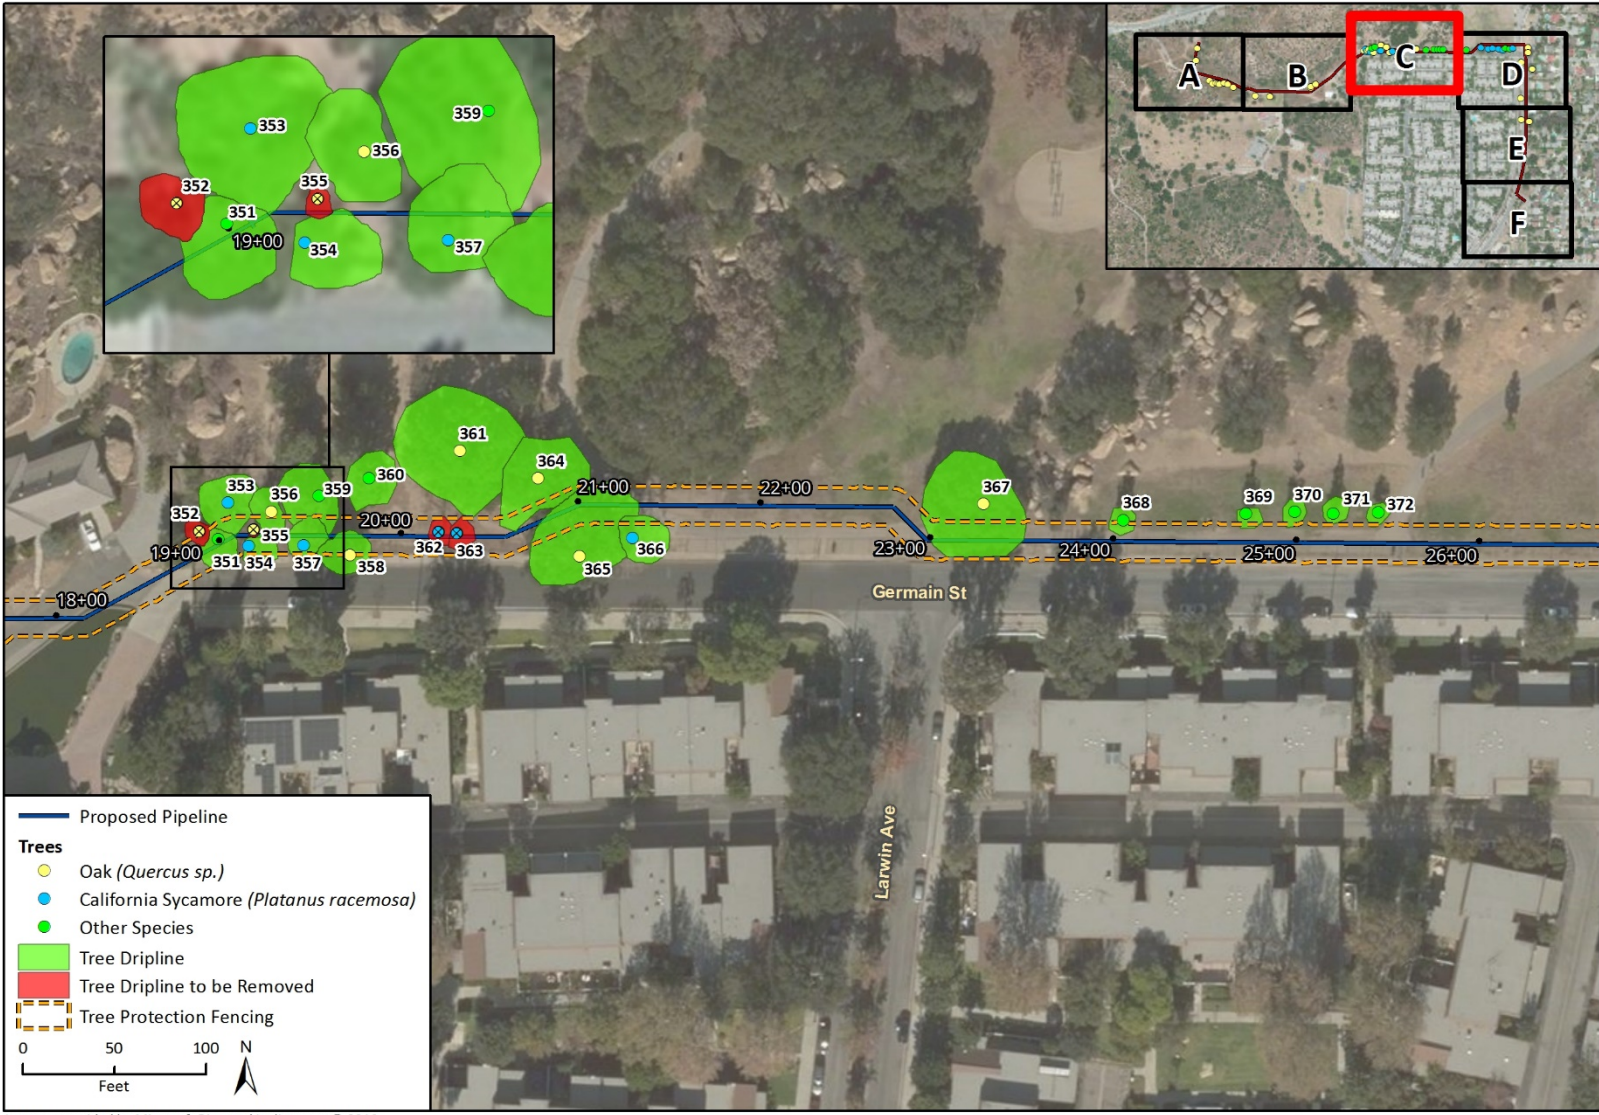 353
359
356
352
355
351
19+00
354
357
A
B
C
D
E
F
361
364
360
353
356
359
367
21+00
22+00
352
20+00
368
369
370
371
372
19+00
355
362
363
366
351
354
357
358
365
23+00
24+00
25+00
26+00
18+00
Germain St
Larwin Ave
Proposed Pipeline
Trees
Oak (Quercus sp.)
California Sycamore (Platanus racemosa)
Other Species
Tree Dripline
Tree Dripline to be Removed
Tree Protection Fencing
0 50 100
Feet
N